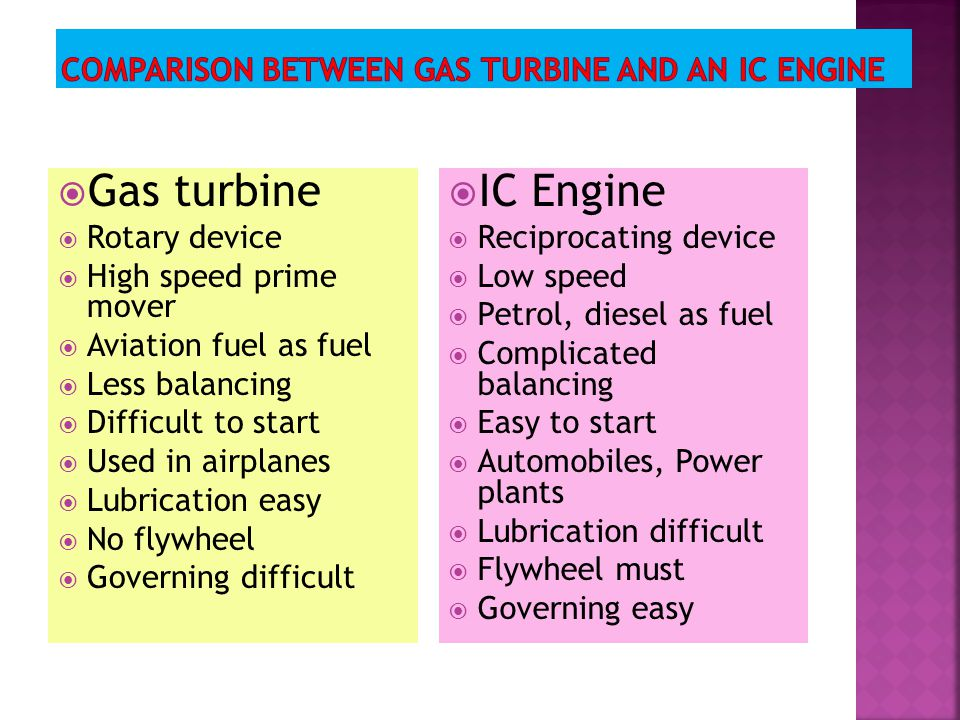 COMPARISON BETWEEN GAS TURBINE AND AN IC ENGINE
Gas turbine
Rotary device
High speed prime
mover
Aviation fuel as fuel
Less balancing
Difficult to start
Used in airplanes
Lubrication easy
No flywheel
Governing difficult
IC Engine
Reciprocating device
Low speed
Petrol, diesel as fuel
Complicated
balancing
Easy to start
Automobiles, Power
plants
Lubrication difficult
Flywheel must
Governing easy